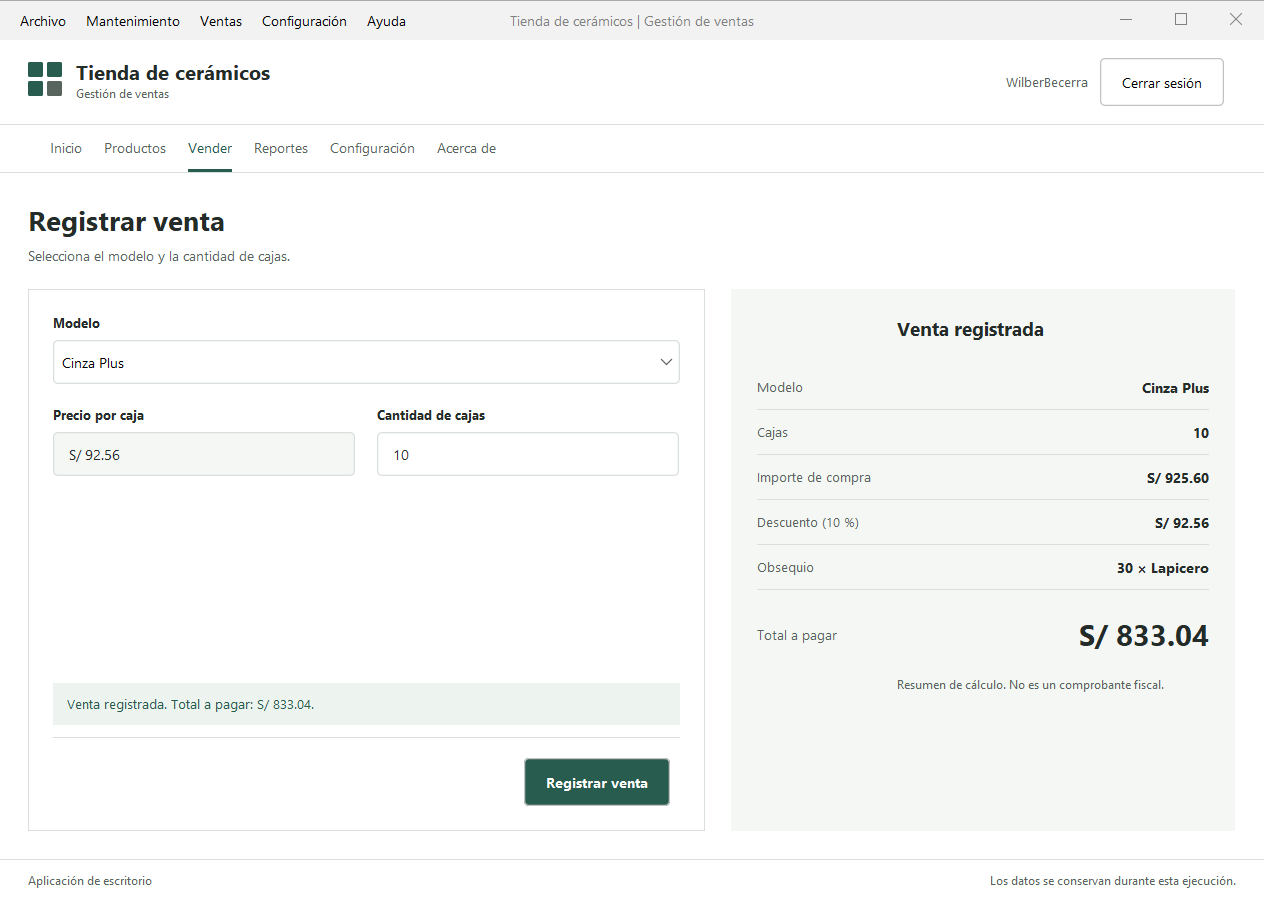 Archivo Mantenimiento Ventas Configuración Ayuda Tienda de cerámicos | Gestión de ventas
Tienda de cerámicos
Gestión de ventas
WilberBecerra Cerrar sesión
Inicio Productos Vender Reportes Configuración Acerca de
Registrar venta
Selecciona el modelo y la cantidad de cajas.
Modelo
Cinza Plus
Precio por caja Cantidad de cajas
S/ 92.56 10
Venta registrada. Total a pagar: S/ 833.04.
Registrar venta
Venta registrada
Modelo Cinza Plus
Cajas 10
Importe de compra S/ 925.60
Descuento (10 %) S/ 92.56
Obsequio 30 × Lapicero
Total a pagar S/ 833.04
Resumen de cálculo. No es un comprobante fiscal.
Aplicación de escritorio Los datos se conservan durante esta ejecución.